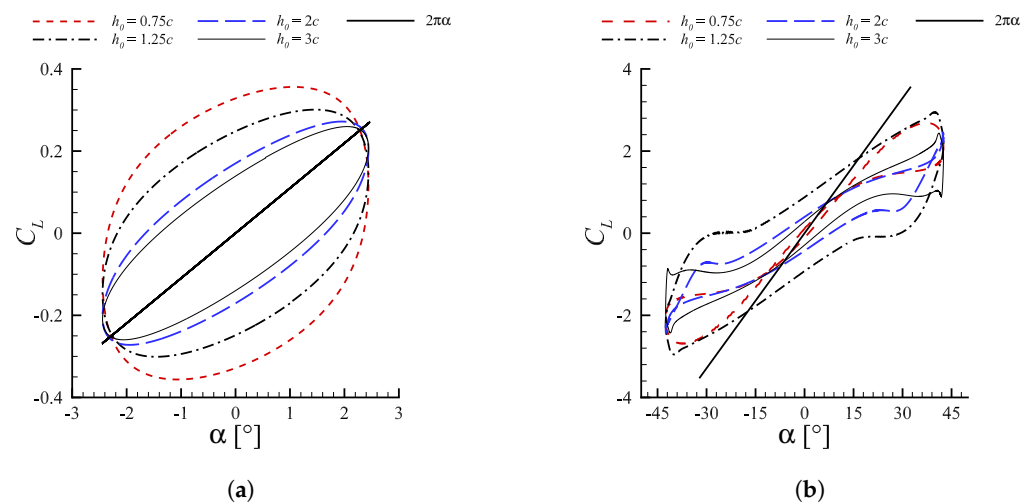 h₀ = 0.75c h₀ = 2c 2πα
h₀ = 1.25c h₀ = 3c
0.4
0.2
0
-0.2
-0.4
C_L
-3 -2 -1 0 1 2 3
α [°]
(a)
h₀ = 0.75c h₀ = 2c 2πα
h₀ = 1.25c h₀ = 3c
4
2
0
-2
-4
C_L
-45 -30 -15 0 15 30 45
α [°]
(b)